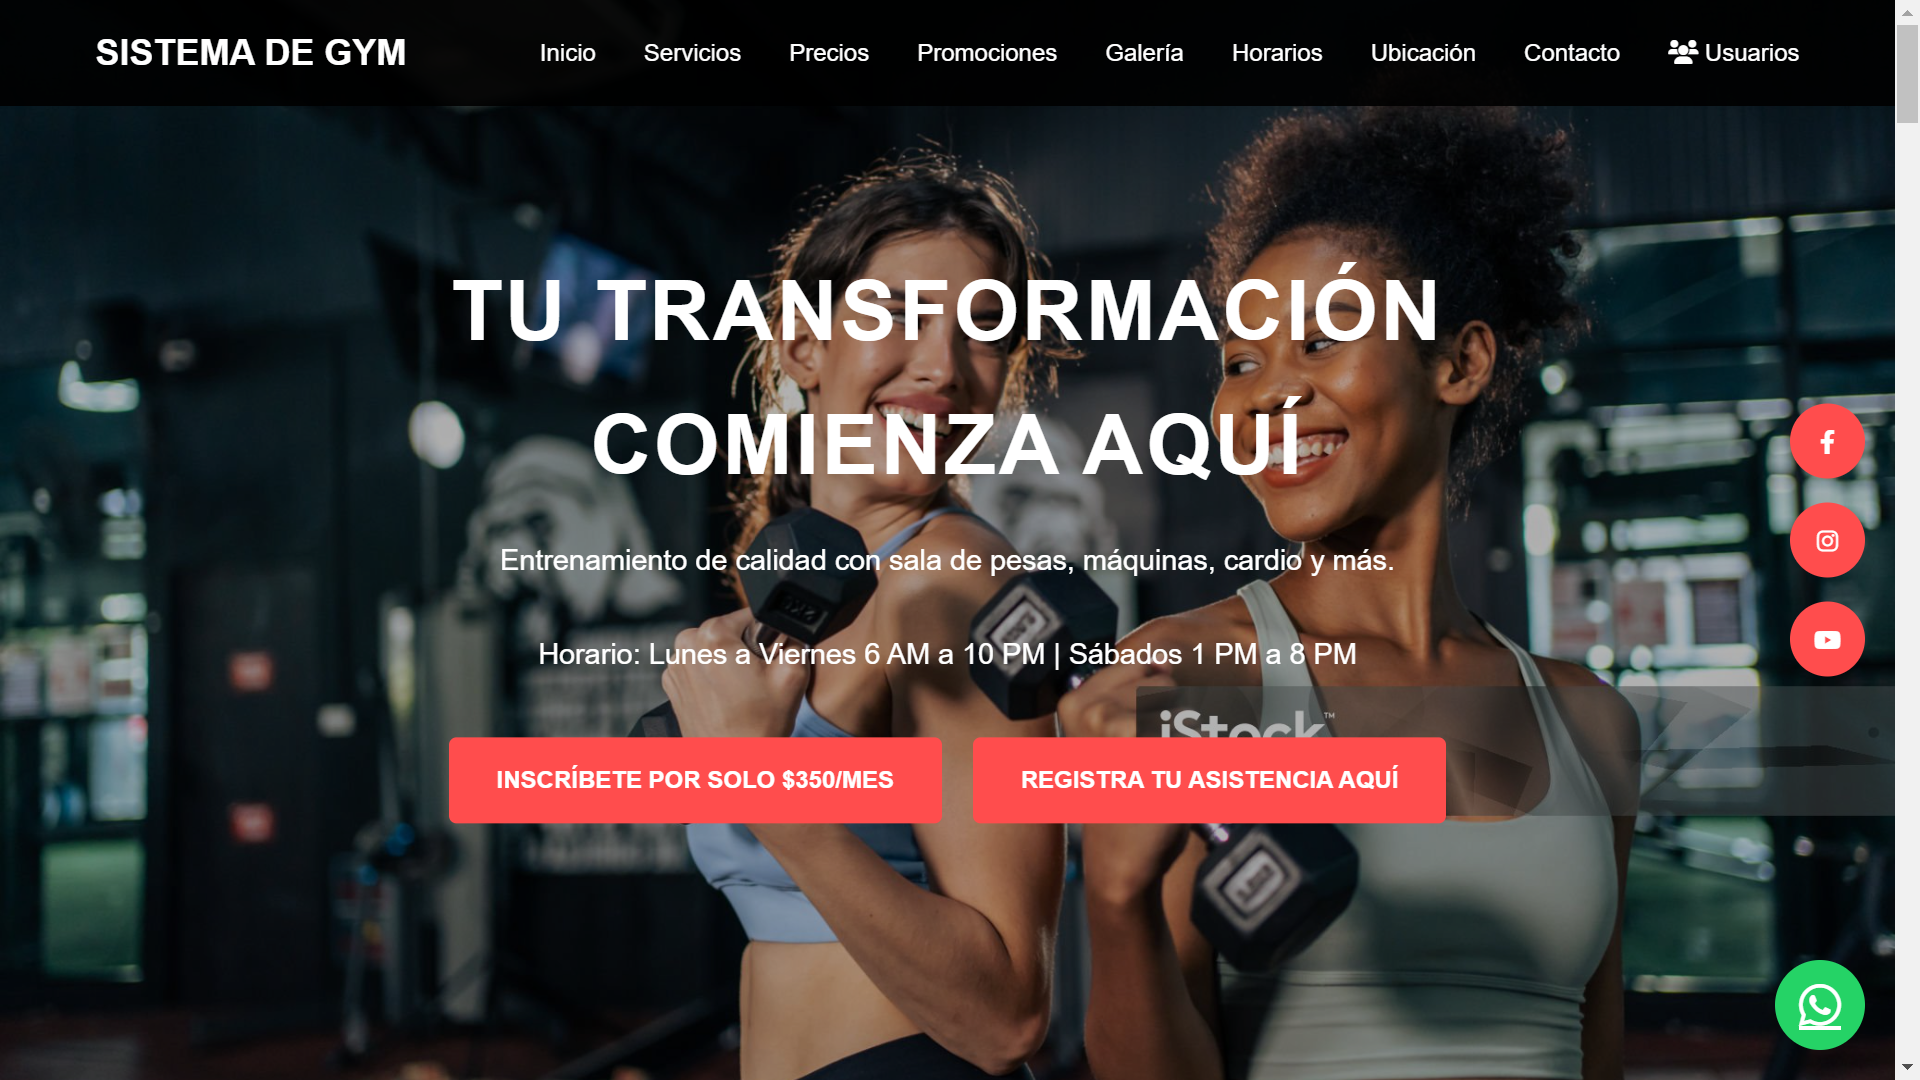 SISTEMA DE GYM
Inicio
Servicios
Precios
Promociones
Galería
Horarios
Ubicación
Contacto
Usuarios
TU TRANSFORMACIÓN
COMIENZA AQUÍ
Entrenamiento de calidad con sala de pesas, máquinas, cardio y más.
Horario: Lunes a Viernes 6 AM a 10 PM | Sábados 1 PM a 8 PM
iStock™
INSCRÍBETE POR SOLO $350/MES
REGISTRA TU ASISTENCIA AQUÍ